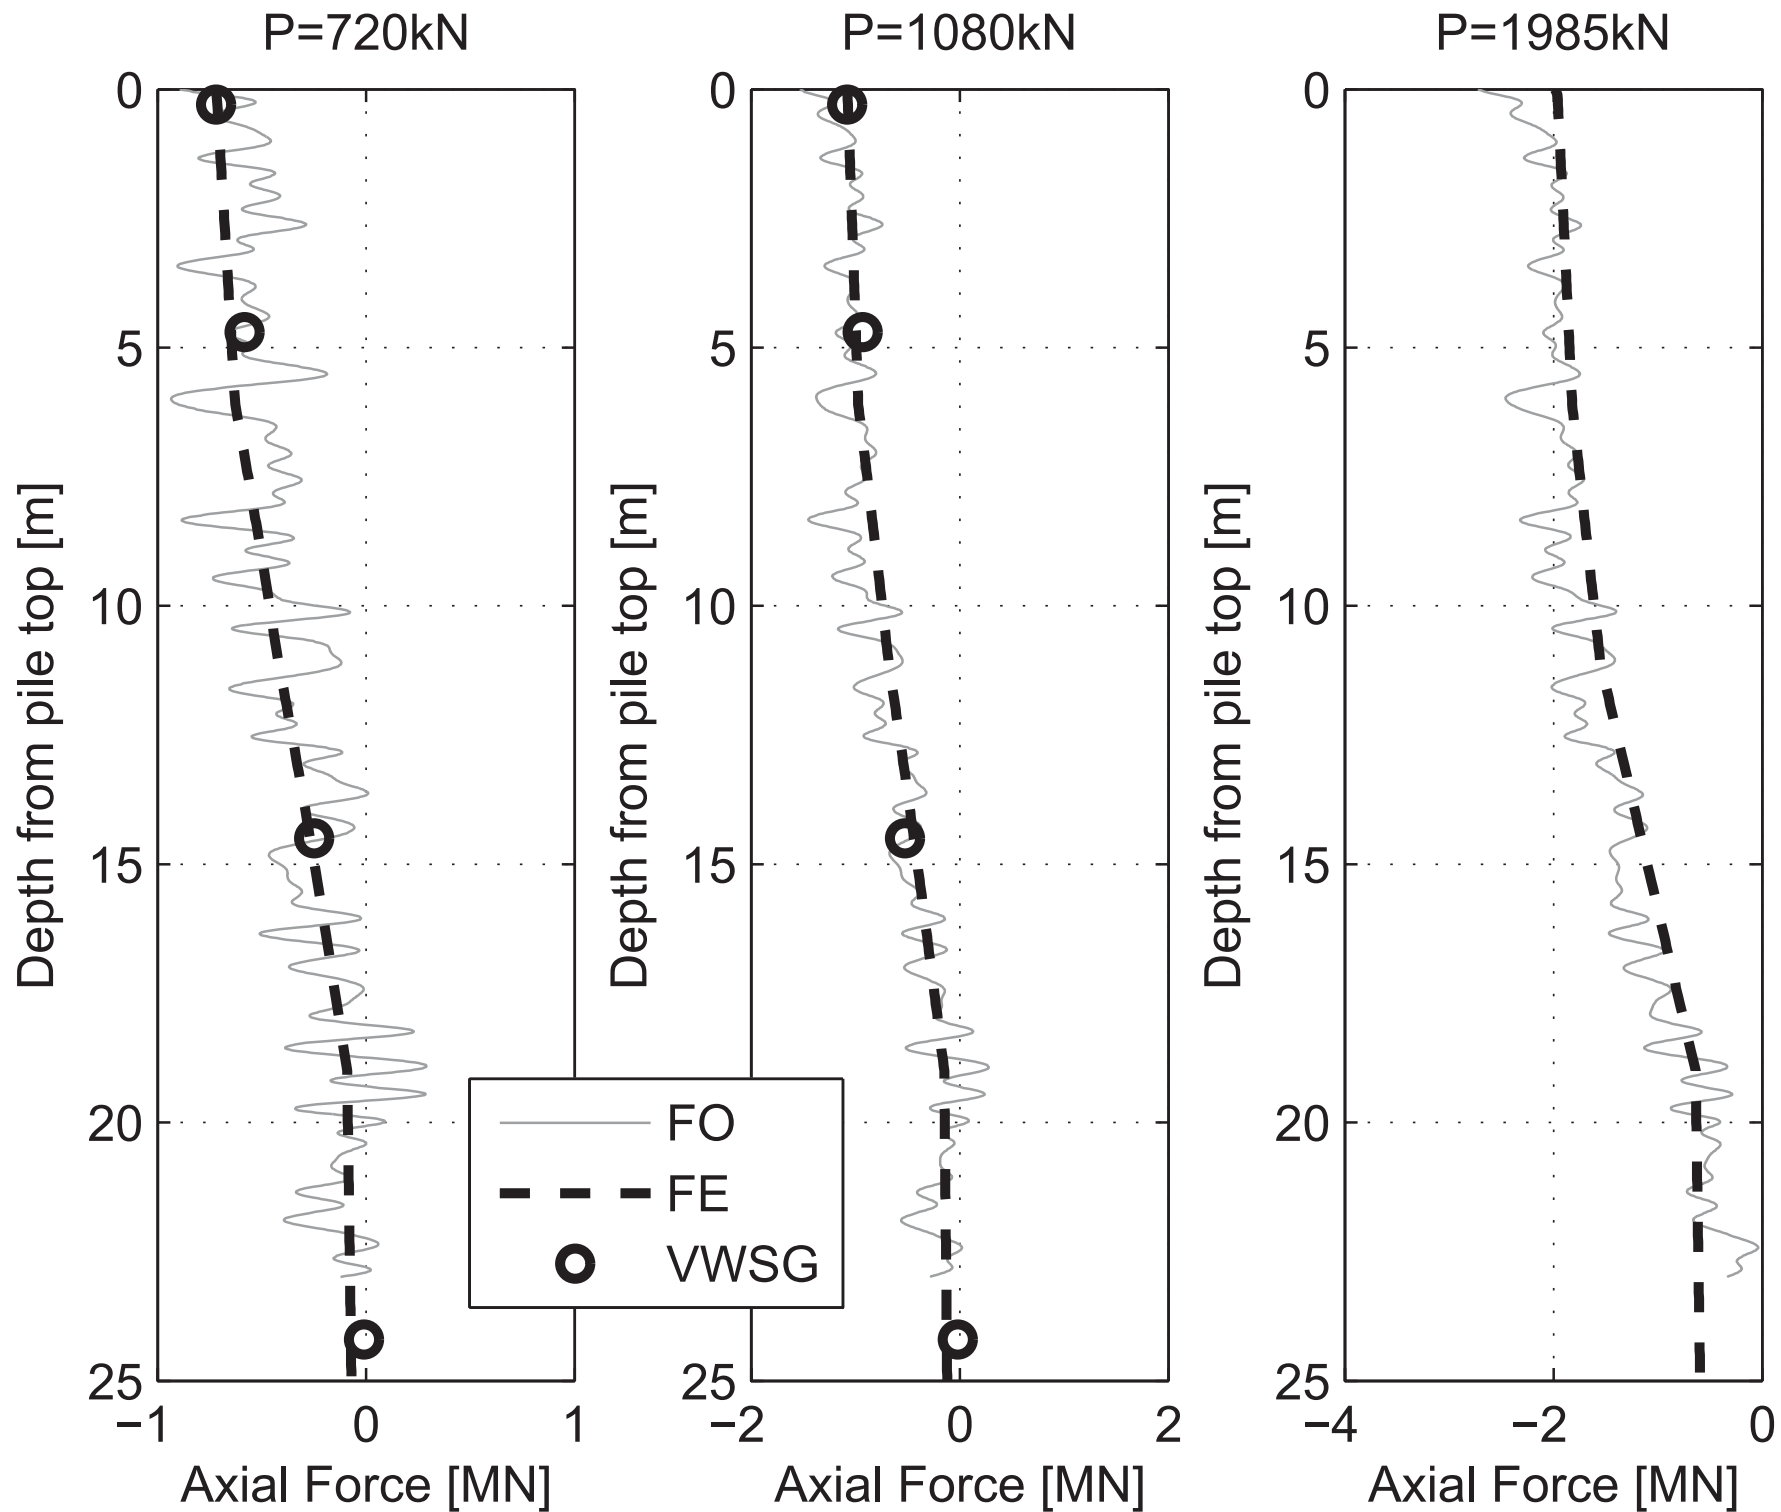 P=720kN
P=1080kN
P=1985kN
0
5
10
15
20
25
−1
0
1
Depth from pile top [m]
Axial Force [MN]
0
5
10
15
20
25
−2
0
2
Depth from pile top [m]
Axial Force [MN]
0
5
10
15
20
25
−4
−2
0
Depth from pile top [m]
Axial Force [MN]
FO
FE
VWSG